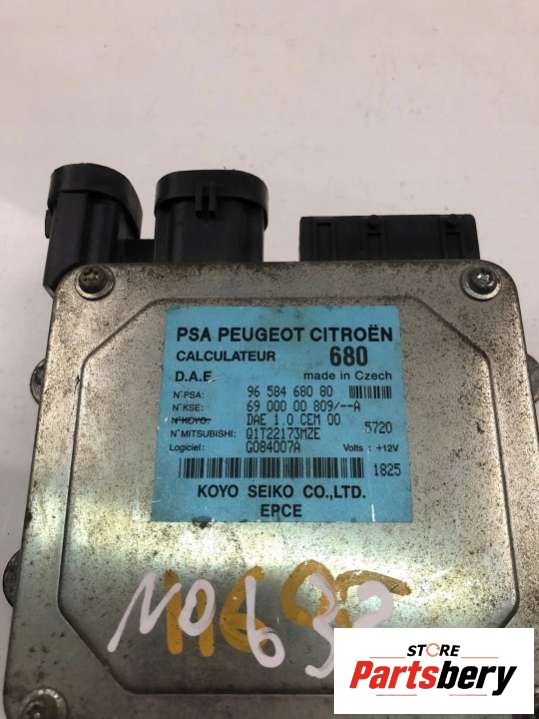 PSA PEUGEOT CITROËN
CALCULATEUR 680
D.A.E. made in Czech
N°PSA: 96 584 680 80
N°KSE: 69 000 00 809/--A
N°KOYO: DAE 1.0 CEM 00
N°MITSUBISHI: Q1T22173MZE 5720
Logiciel: G084007A Volts : +12V
1825
KOYO SEIKO CO.,LTD.
EPCE
NO
STORE
Partsbery